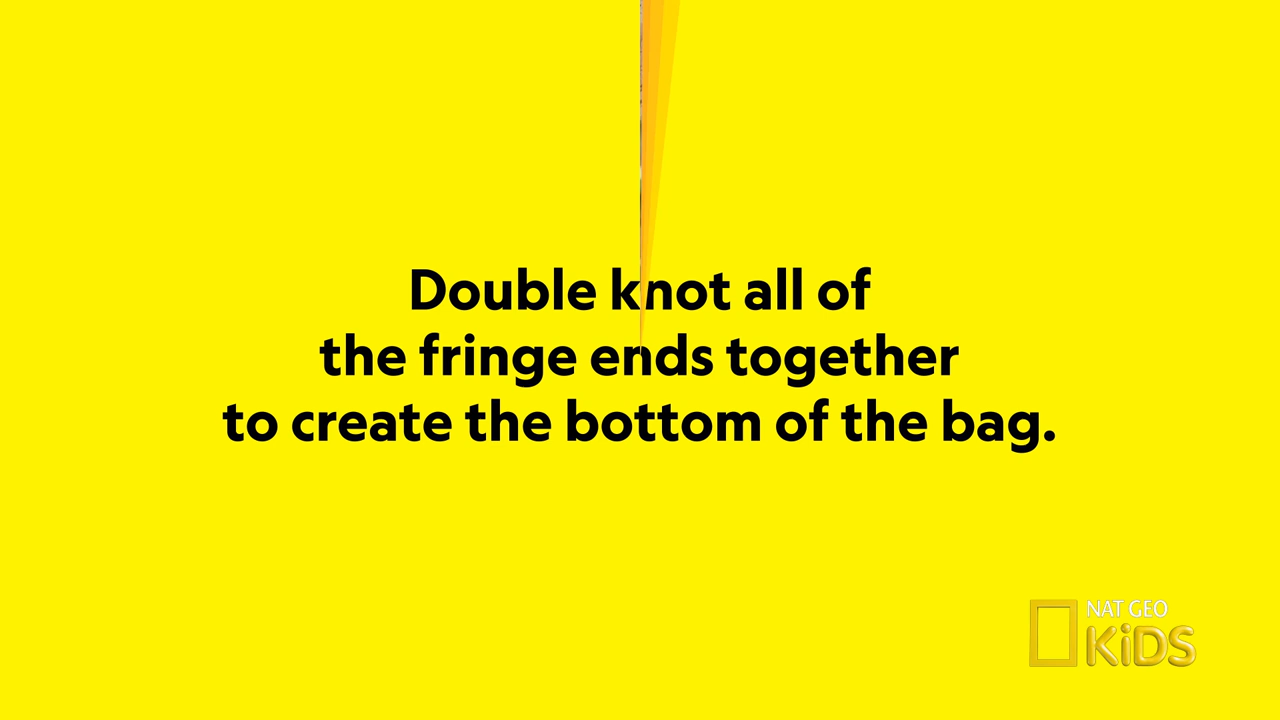 Double knot all of
the fringe ends together
to create the bottom of the bag.
NAT GEO
KiDS